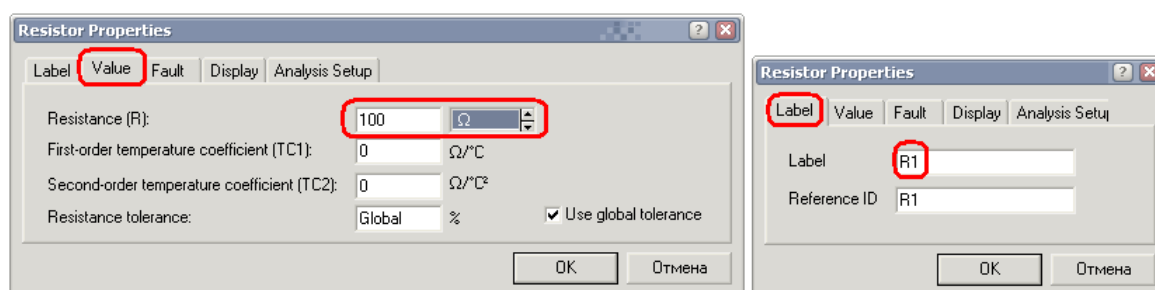 Resistor Properties
Label Value Fault Display Analysis Setup
Resistance (R): 100 Ω
First-order temperature coefficient (TC1): 0 Ω/°C
Second-order temperature coefficient (TC2): 0 Ω/°C²
Resistance tolerance: Global % Use global tolerance
OK Отмена
Resistor Properties
Label Value Fault Display Analysis Setu
Label R1
Reference ID R1
OK Отмена